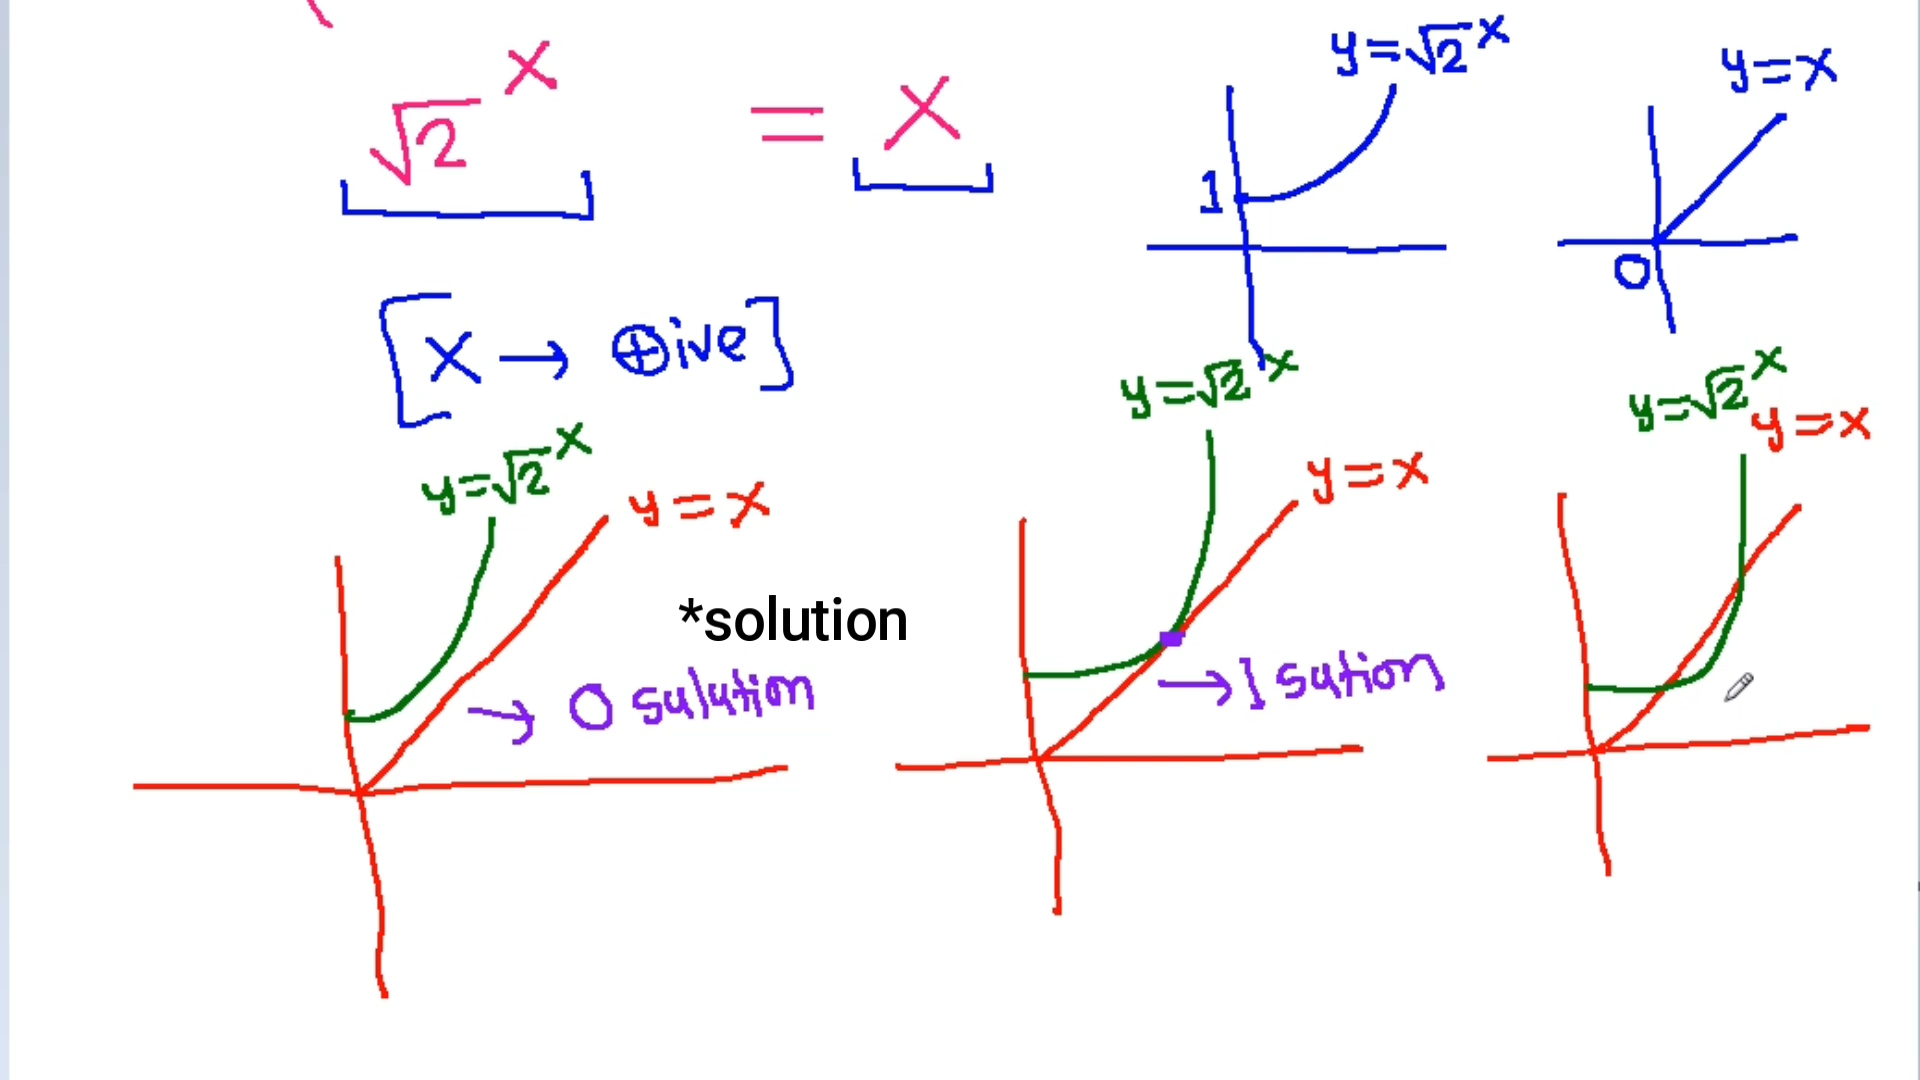 √2^x = x
y=√2^x
y=x
1
0
[x → ⊕ive]
y=√2^x
y=x
y=√2^x
y=x
y=√2^x
y=x
*solution
→ 0 sulution
→ 1 sution